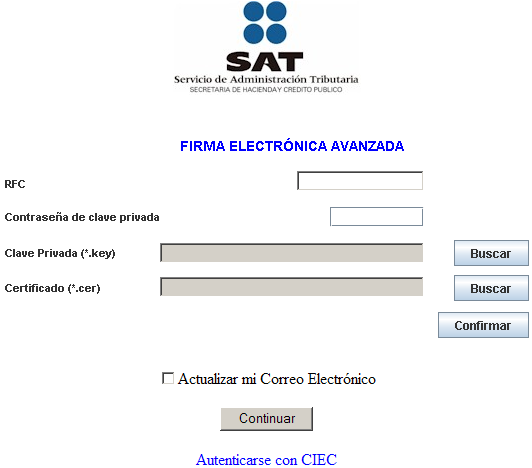 SAT
Servicio de Administración Tributaria
SECRETARIA DE HACIENDA Y CREDITO PUBLICO
FIRMA ELECTRÓNICA AVANZADA
RFC
Contraseña de clave privada
Clave Privada (*.key) Buscar
Certificado (*.cer) Buscar
Confirmar
Actualizar mi Correo Electrónico
Continuar
Autenticarse con CIEC